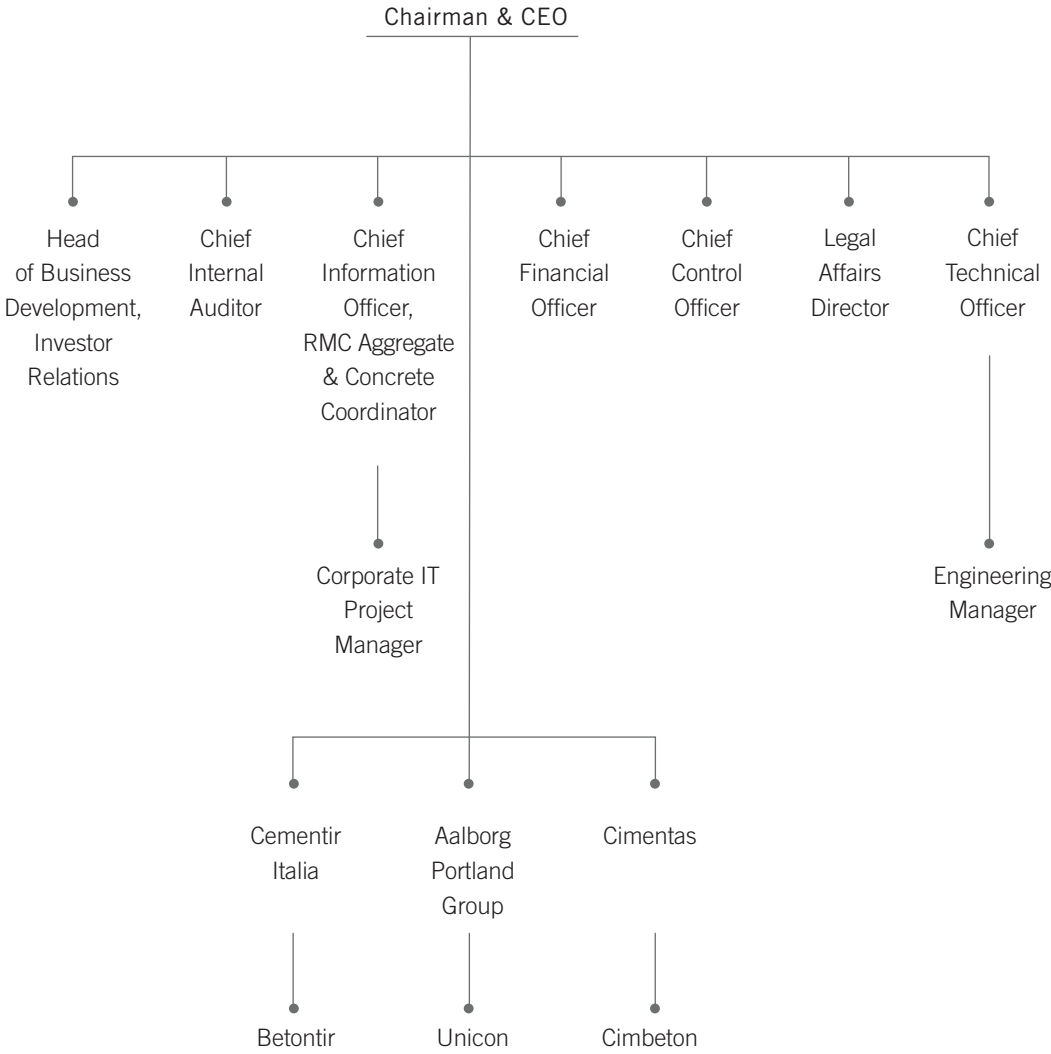 Chairman & CEO
Head
of Business
Development,
Investor
Relations
Chief
Internal
Auditor
Chief
Information
Officer,
RMC Aggregate
& Concrete
Coordinator
Chief
Financial
Officer
Chief
Control
Officer
Legal
Affairs
Director
Chief
Technical
Officer
Corporate IT
Project
Manager
Engineering
Manager
Cementir
Italia
Aalborg
Portland
Group
Cimentas
Betontir
Unicon
Cimbeton